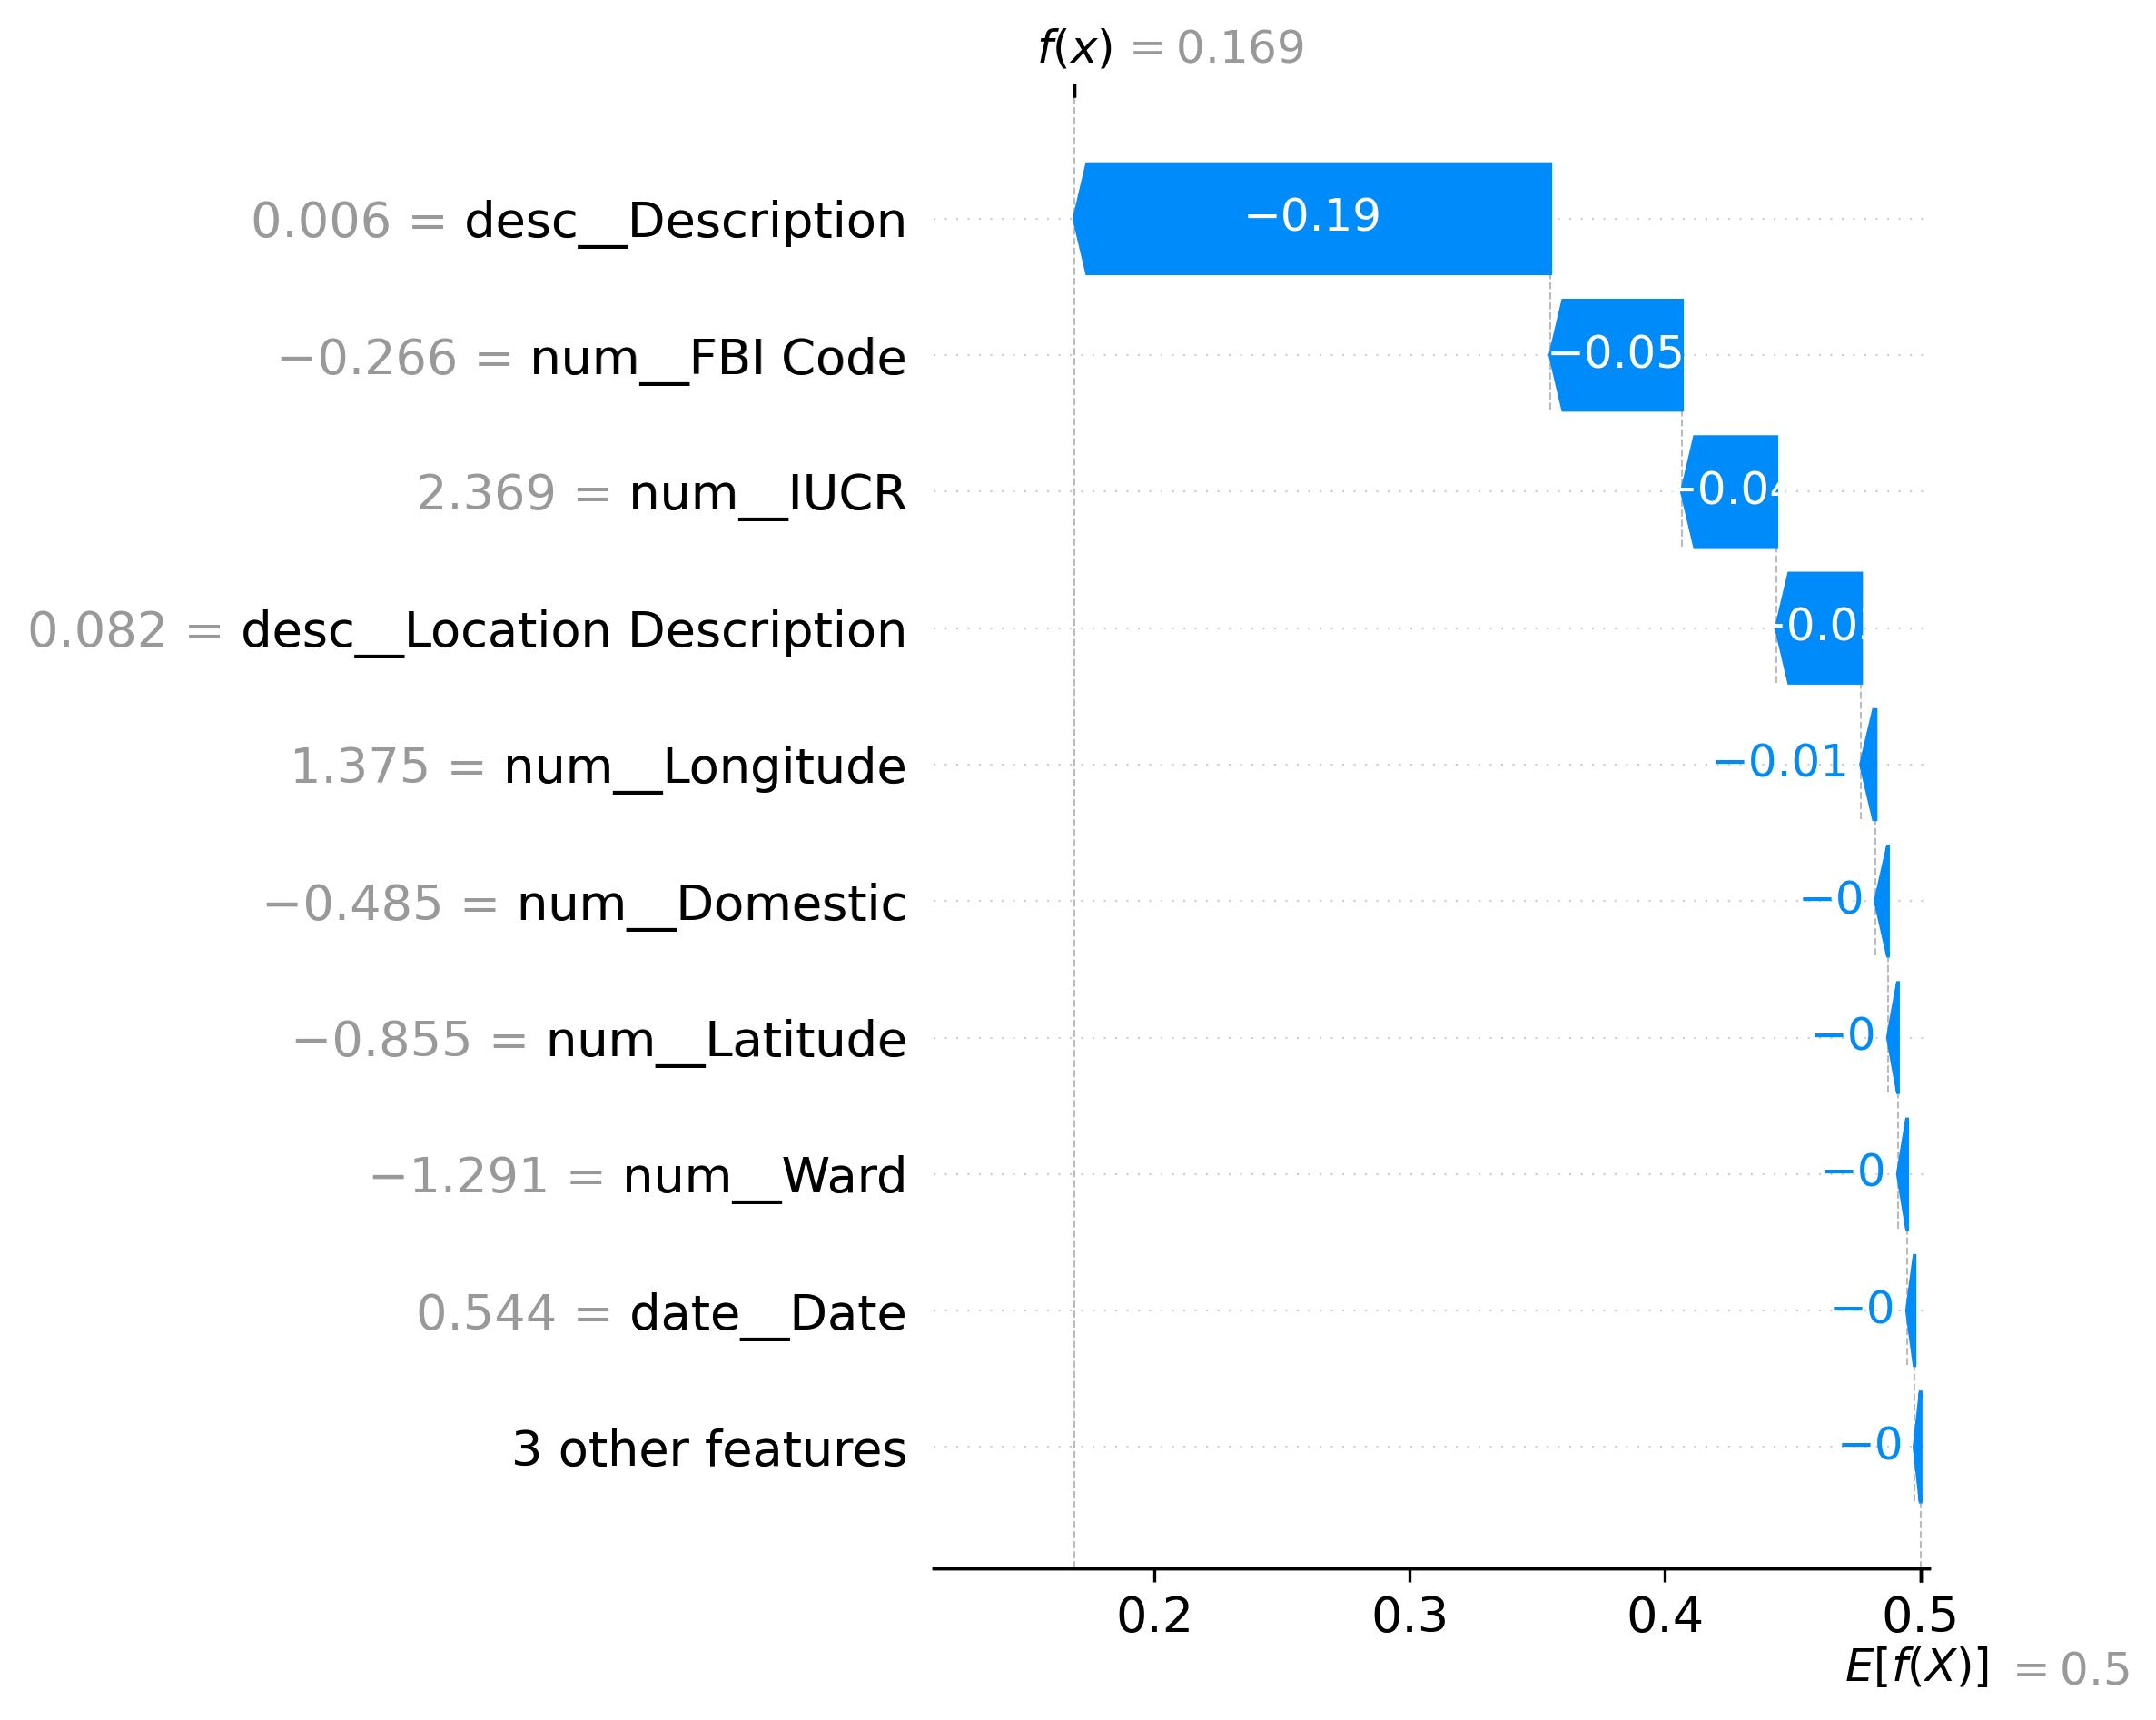 f(x) = 0.169
0.006 = desc__Description
−0.19
−0.266 = num__FBI Code
−0.05
2.369 = num__IUCR
−0.04
0.082 = desc__Location Description
1.375 = num__Longitude
−0.01
−0.485 = num__Domestic
−0
−0.855 = num__Latitude
−0
−1.291 = num__Ward
−0
0.544 = date__Date
−0
3 other features
−0
0.2 0.3 0.4 0.5
E[f(X)] = 0.5